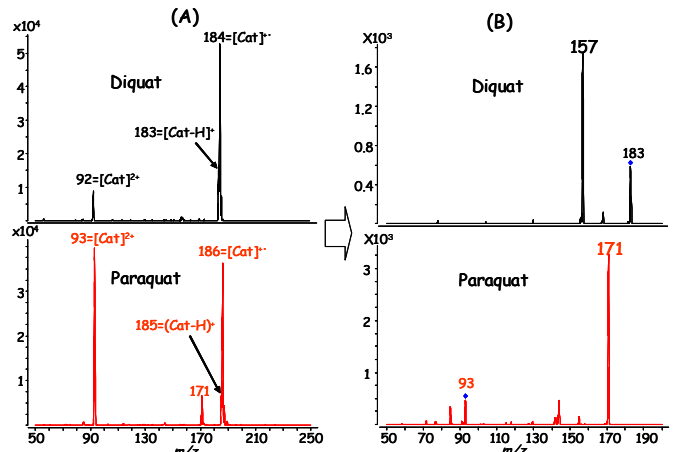 (A)
x10⁴
184=[Cat]⁺·
5
Diquat
4
183=[Cat-H]⁺
3
2
92=[Cat]²⁺
1
x10⁴
93=[Cat]²⁺
186=[Cat]⁺·
Paraquat
3
185=(Cat-H)⁺
2
171
1
50 90 130 170 210 250
m/z
(B)
X10³
157
1.6
Diquat
1.2
183
0.8
0.4
X10³
171
3
Paraquat
2
93
1
50 70 90 110 130 150 170 190
m/z